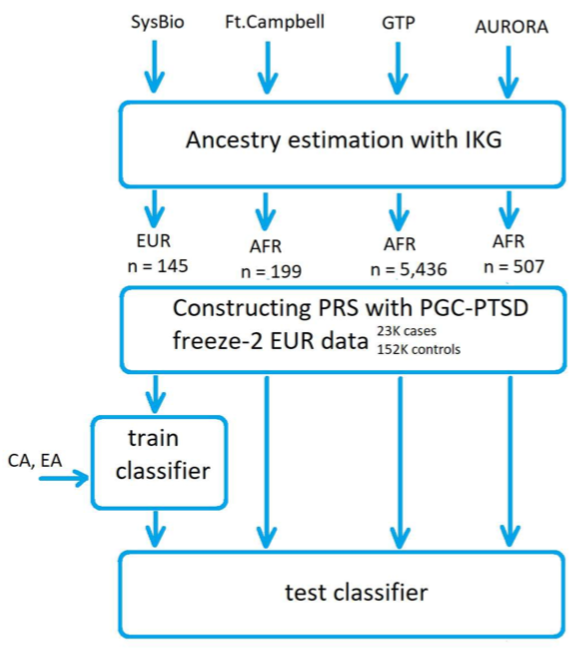 SysBio Ft.Campbell GTP AURORA
Ancestry estimation with IKG
EUR AFR AFR AFR
n = 145 n = 199 n = 5,436 n = 507
Constructing PRS with PGC-PTSD
freeze-2 EUR data 23K cases
152K controls
train
CA, EA classifier
test classifier